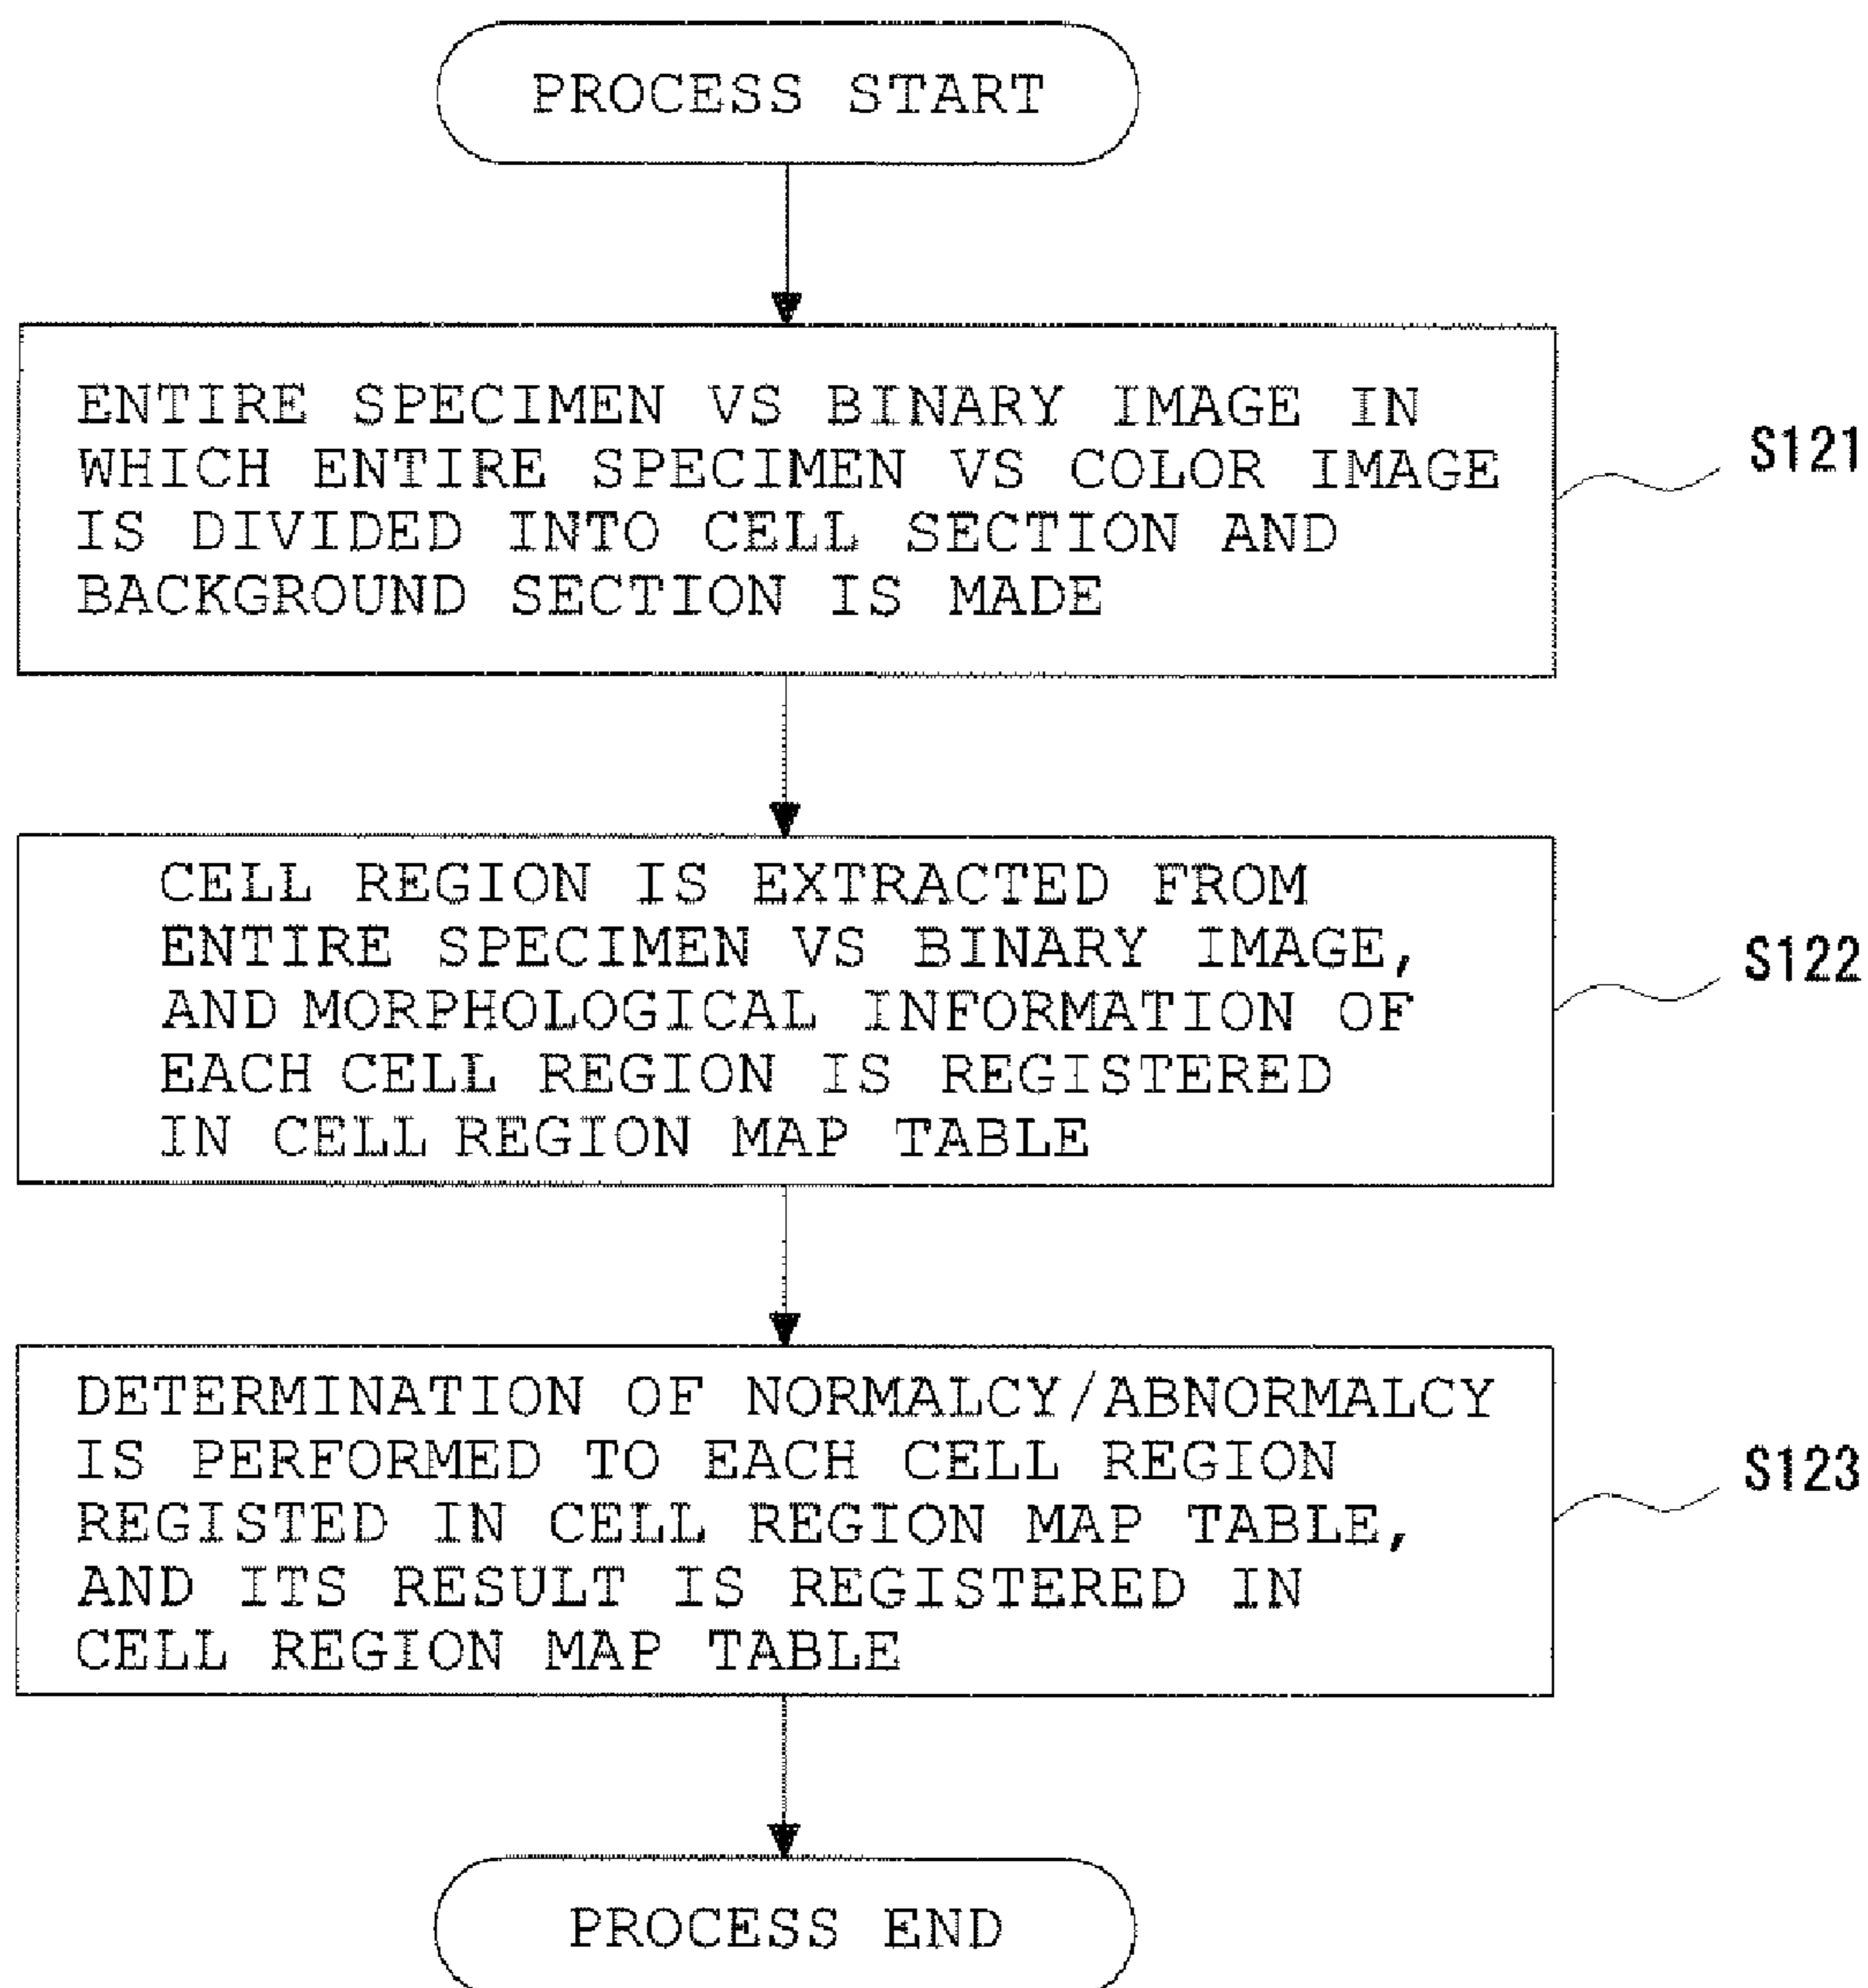 PROCESS START
ENTIRE SPECIMEN VS BINARY IMAGE IN
WHICH ENTIRE SPECIMEN VS COLOR IMAGE
IS DIVIDED INTO CELL SECTION AND
BACKGROUND SECTION IS MADE
S121
CELL REGION IS EXTRACTED FROM
ENTIRE SPECIMEN VS BINARY IMAGE,
AND MORPHOLOGICAL INFORMATION OF
EACH CELL REGION IS REGISTERED
IN CELL REGION MAP TABLE
S122
DETERMINATION OF NORMALCY/ABNORMALCY
IS PERFORMED TO EACH CELL REGION
REGISTED IN CELL REGION MAP TABLE,
AND ITS RESULT IS REGISTERED IN
CELL REGION MAP TABLE
S123
PROCESS END